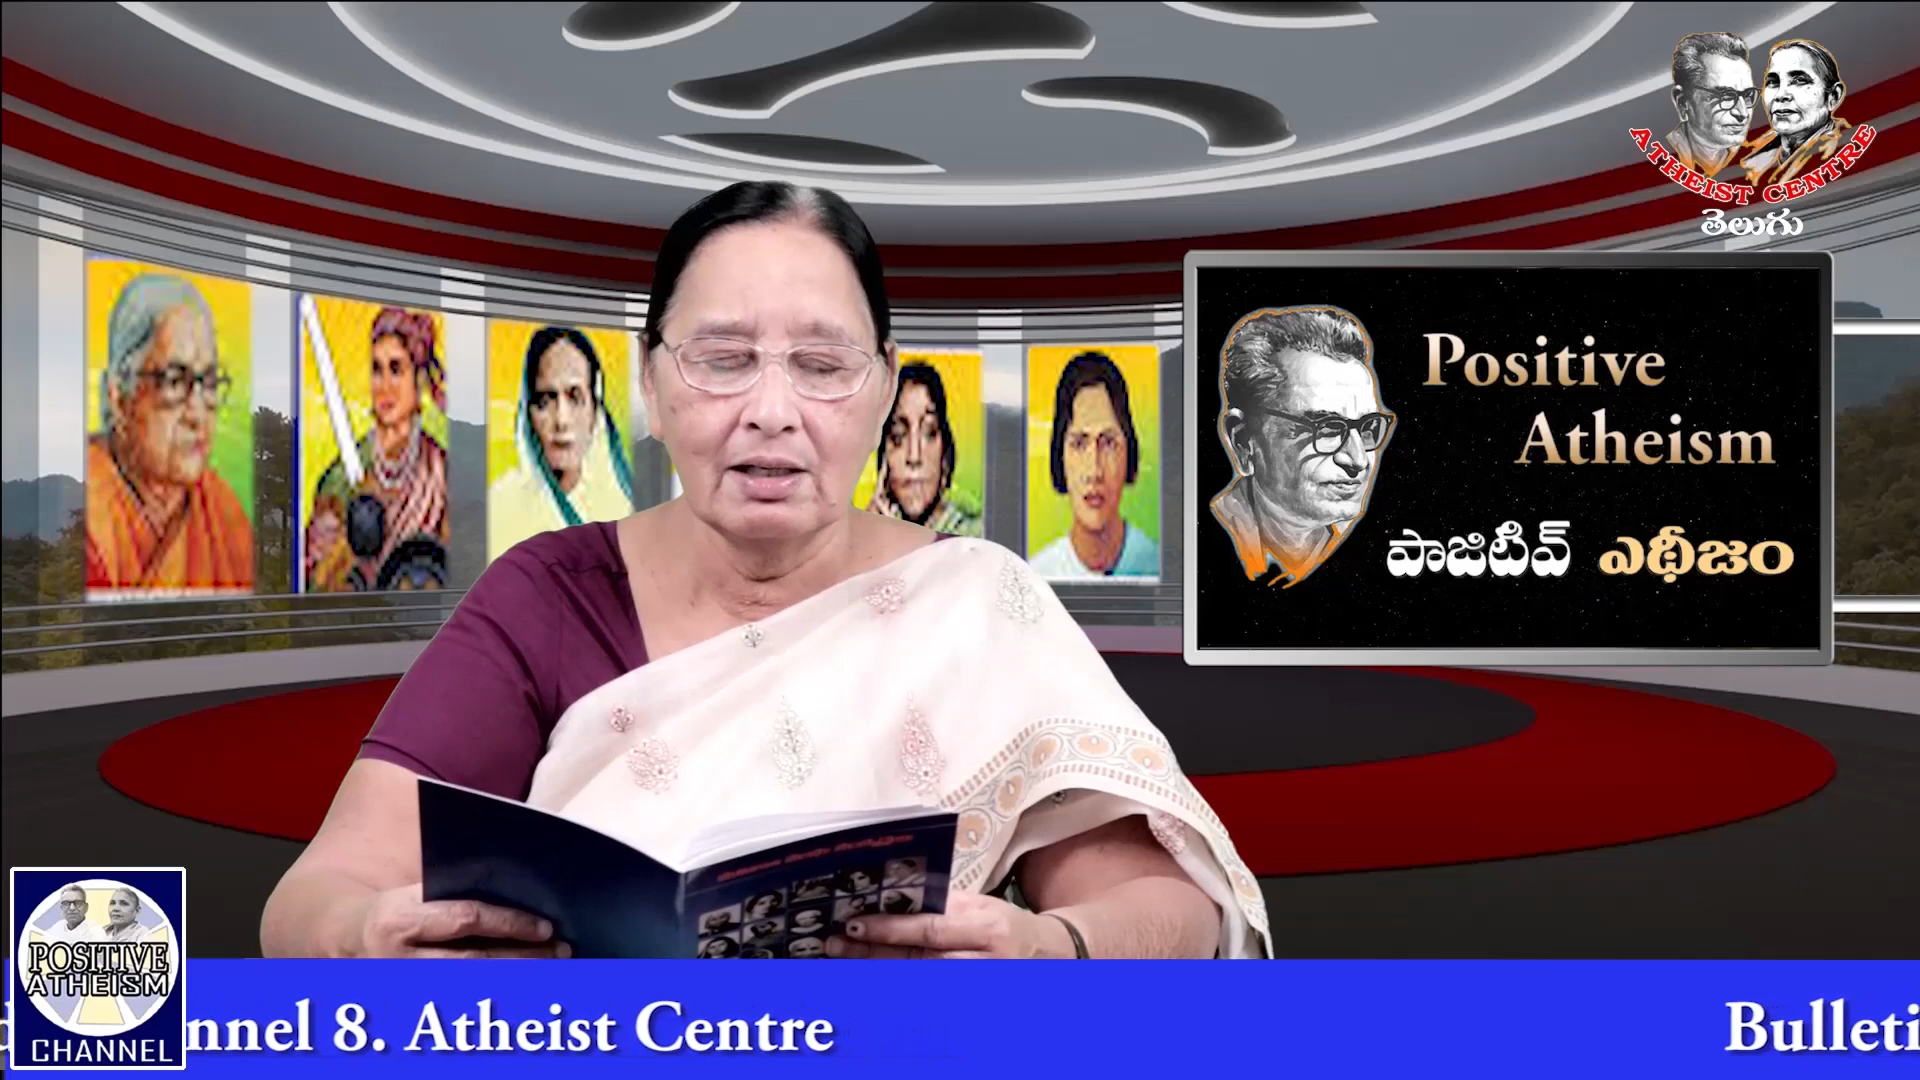 ATHEIST CENTRE
తెలుగు
Positive
Atheism
పాజిటివ్ ఎథీజం
POSITIVE
ATHEISM
CHANNEL
nnel 8. Atheist Centre
Bulleti